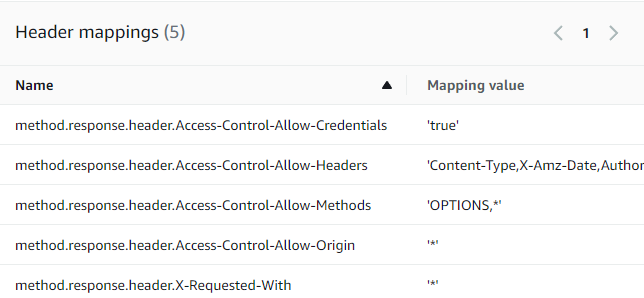 Header mappings (5)
1
Name Mapping value
method.response.header.Access-Control-Allow-Credentials 'true'
method.response.header.Access-Control-Allow-Headers 'Content-Type,X-Amz-Date,Author
method.response.header.Access-Control-Allow-Methods 'OPTIONS,*'
method.response.header.Access-Control-Allow-Origin '*'
method.response.header.X-Requested-With '*'